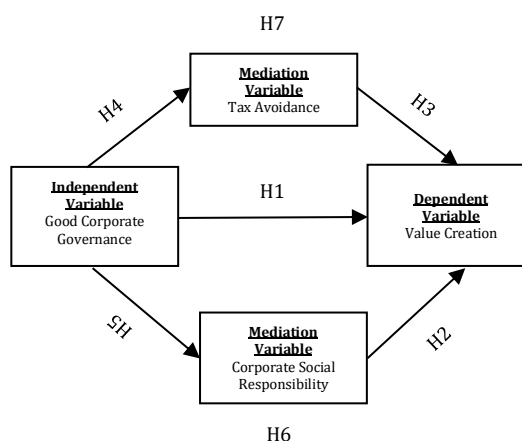 H7
Mediation
Variable
Tax Avoidance
H4
H3
Independent
Variable
Good Corporate
Governance
H1
Dependent
Variable
Value Creation
H5
Mediation
Variable
Corporate Social
Responsibility
H2
H6